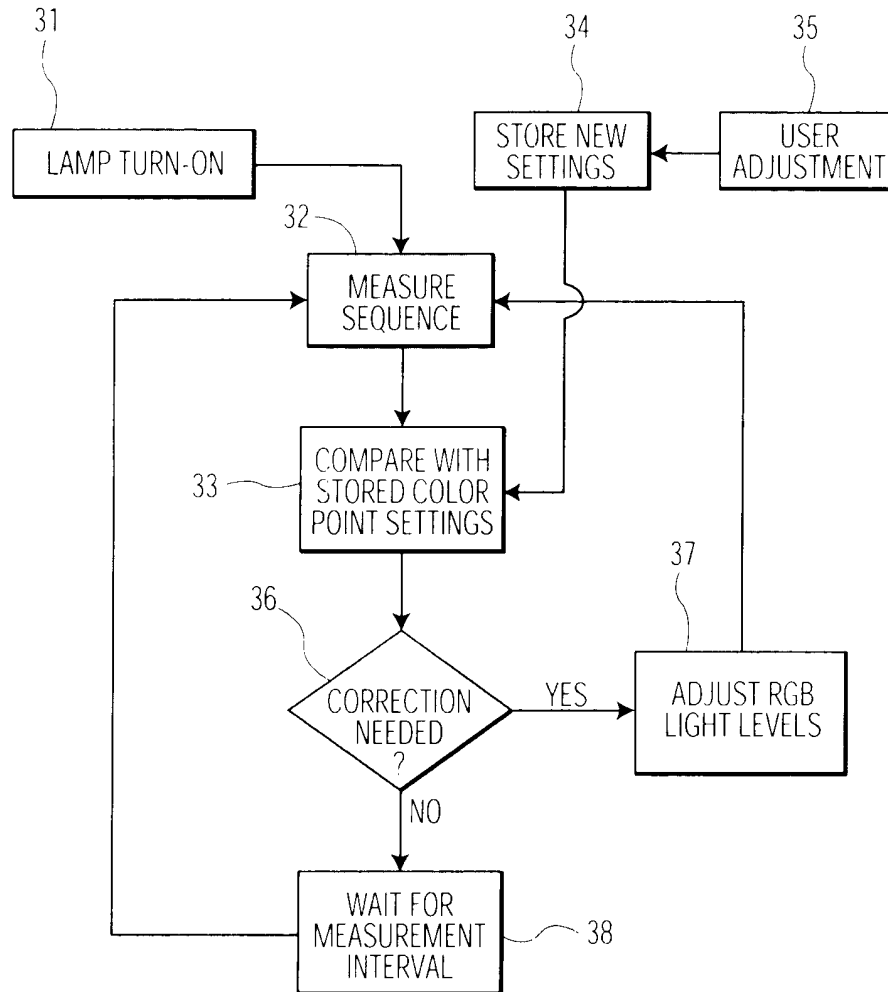 31
34
35
LAMP TURN-ON
STORE NEW
SETTINGS
USER
ADJUSTMENT
32
MEASURE
SEQUENCE
33
COMPARE WITH
STORED COLOR
POINT SETTINGS
36
37
CORRECTION
NEEDED
?
YES
ADJUST RGB
LIGHT LEVELS
NO
WAIT FOR
MEASUREMENT
INTERVAL
38